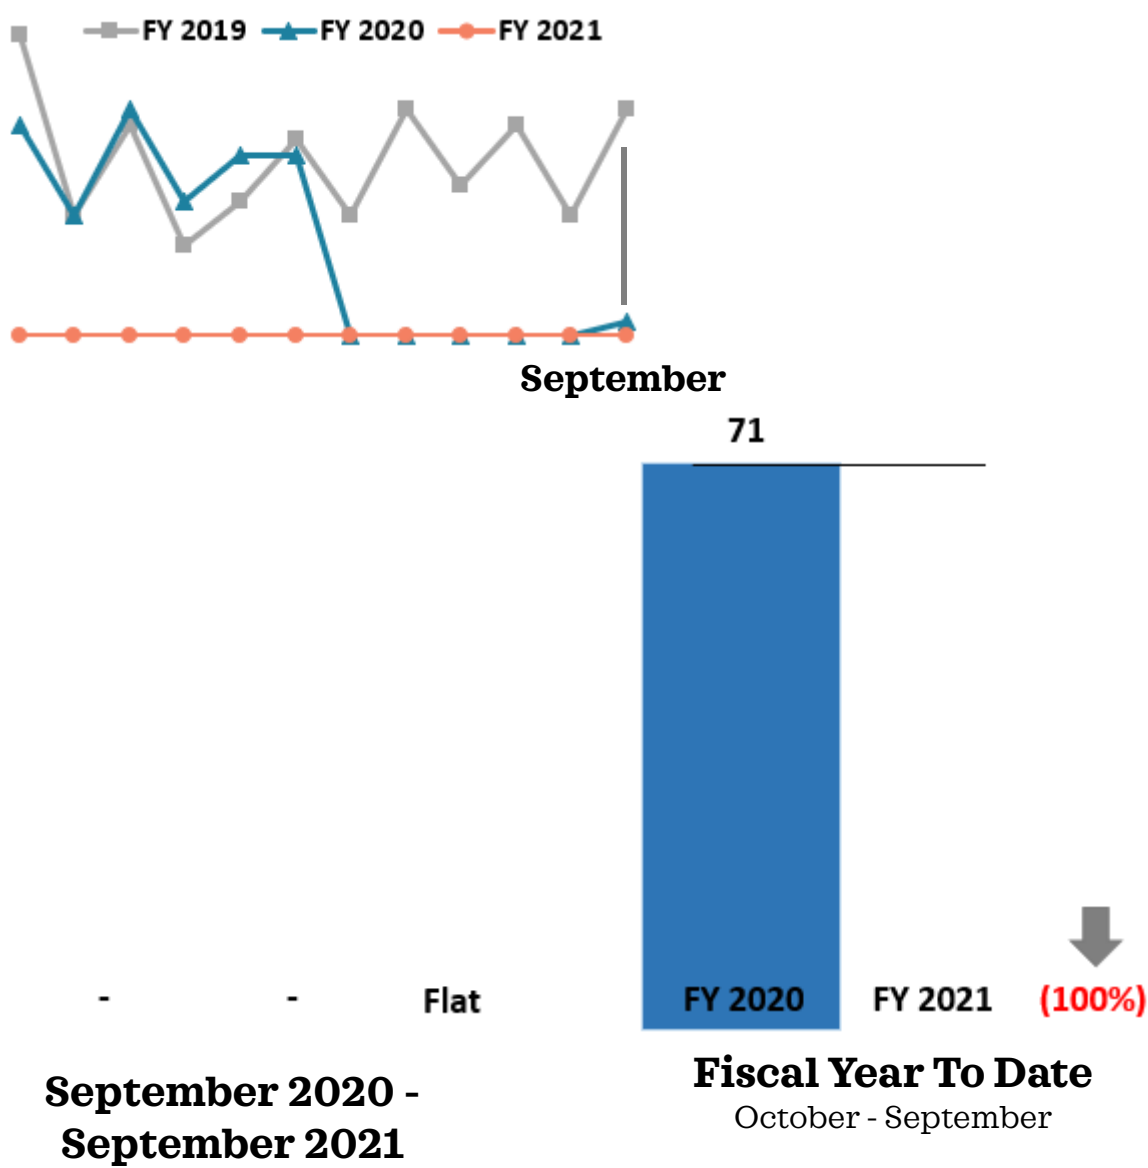 FY 2019 FY 2020 FY 2021
September
71
- - Flat
FY 2020 FY 2021 (100%)
September 2020 -
September 2021
Fiscal Year To Date
October - September